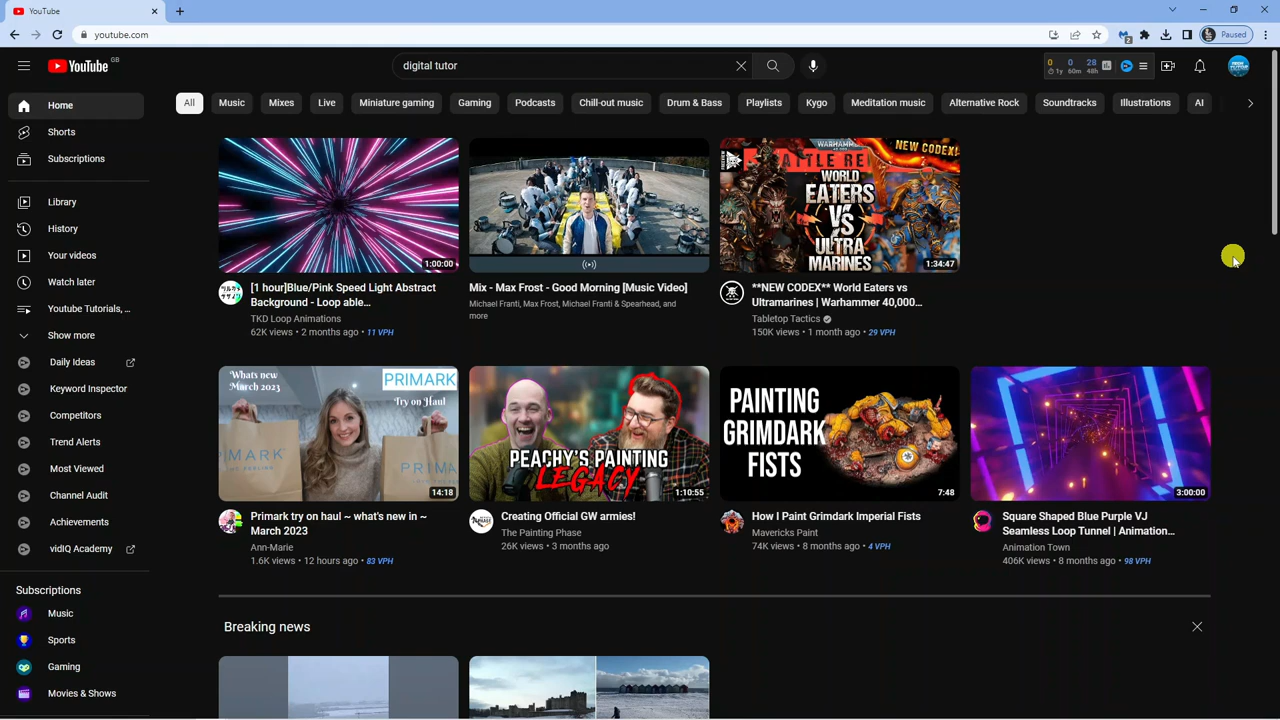 YouTube
youtube.com
2
Paused
YouTube GB
digital tutor
0 0 28
1y 60m 48h
All Music Mixes Live Miniature gaming Gaming Podcasts Chill-out music Drum & Bass Playlists Kygo Meditation music Alternative Rock Soundtracks Illustrations AI
Home
Shorts
Subscriptions
Library
History
Your videos
Watch later
Youtube Tutorials, ...
Show more
Daily Ideas
Keyword Inspector
Competitors
Trend Alerts
Most Viewed
Channel Audit
Achievements
vidIQ Academy
Subscriptions
Music
Sports
Gaming
Movies & Shows
1:00:00
[1 hour]Blue/Pink Speed Light Abstract
Background - Loop able...
TKD Loop Animations
62K views • 2 months ago • 11 VPH
Mix - Max Frost - Good Morning [Music Video]
Michael Franti, Max Frost, Michael Franti & Spearhead, and
more
WARHAMMER
NEW CODEX!
BATTLE RE
WORLD
EATERS
VS
ULTRA
MARINES
1:34:47
**NEW CODEX** World Eaters vs
Ultramarines | Warhammer 40,000...
Tabletop Tactics
150K views • 1 month ago • 29 VPH
Whats new
March 2023
PRIMARK
Try on Haul
14:18
Primark try on haul ~ what's new in ~
March 2023
Ann-Marie
1.6K views • 12 hours ago • 83 VPH
PEACHY'S PAINTING
LEGACY
1:10:55
Creating Official GW armies!
The Painting Phase
26K views • 3 months ago
PAINTING
GRIMDARK
FISTS
7:48
How I Paint Grimdark Imperial Fists
Mavericks Paint
74K views • 8 months ago • 4 VPH
3:00:00
Square Shaped Blue Purple VJ
Seamless Loop Tunnel | Animation...
Animation Town
406K views • 8 months ago • 98 VPH
Breaking news